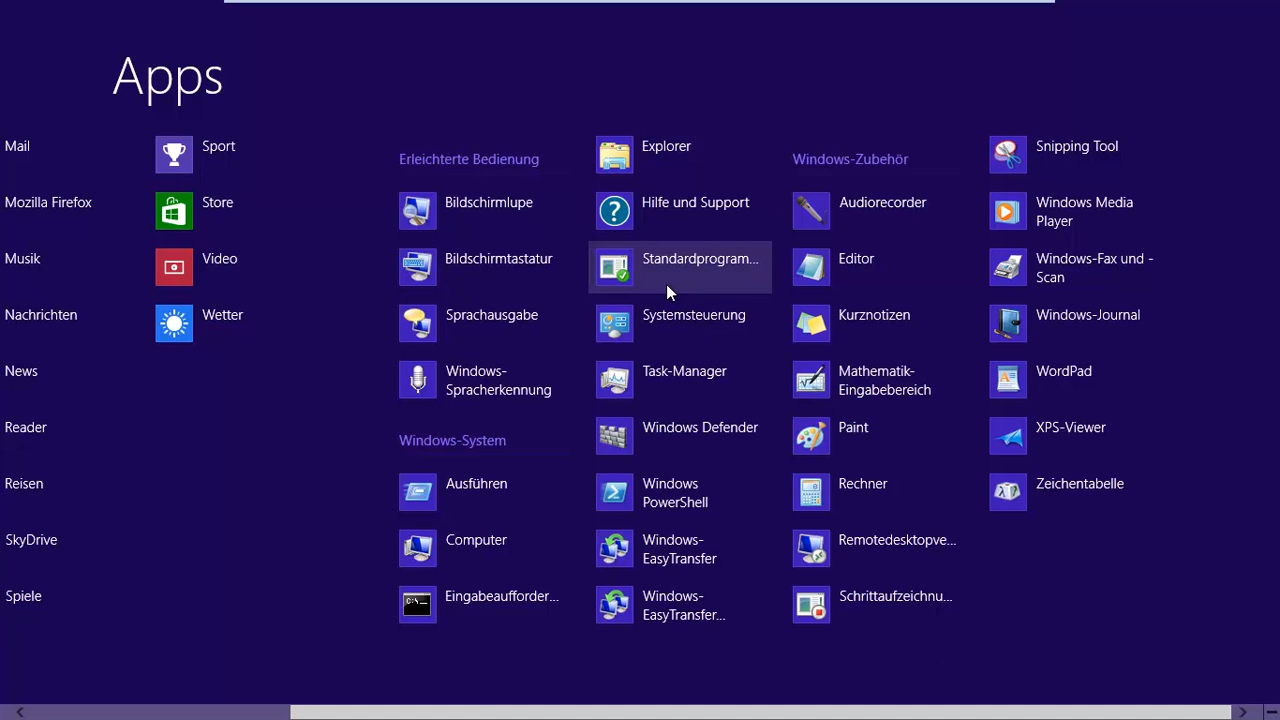 Apps
Mail
Mozilla Firefox
Musik
Nachrichten
News
Reader
Reisen
SkyDrive
Spiele
Sport
Store
Video
Wetter
Erleichterte Bedienung
Bildschirmlupe
Bildschirmtastatur
Sprachausgabe
Windows-
Spracherkennung
Windows-System
Ausführen
Computer
C:\
Eingabeaufforder...
Explorer
Hilfe und Support
Standardprogram...
Systemsteuerung
Task-Manager
Windows Defender
Windows
PowerShell
Windows-
EasyTransfer
Windows-
EasyTransfer...
Windows-Zubehör
Audiorecorder
Editor
Kurznotizen
Mathematik-
Eingabebereich
Paint
Rechner
Remotedesktopve...
Schrittaufzeichnu...
Snipping Tool
Windows Media
Player
Windows-Fax und -
Scan
Windows-Journal
WordPad
XPS-Viewer
Zeichentabelle